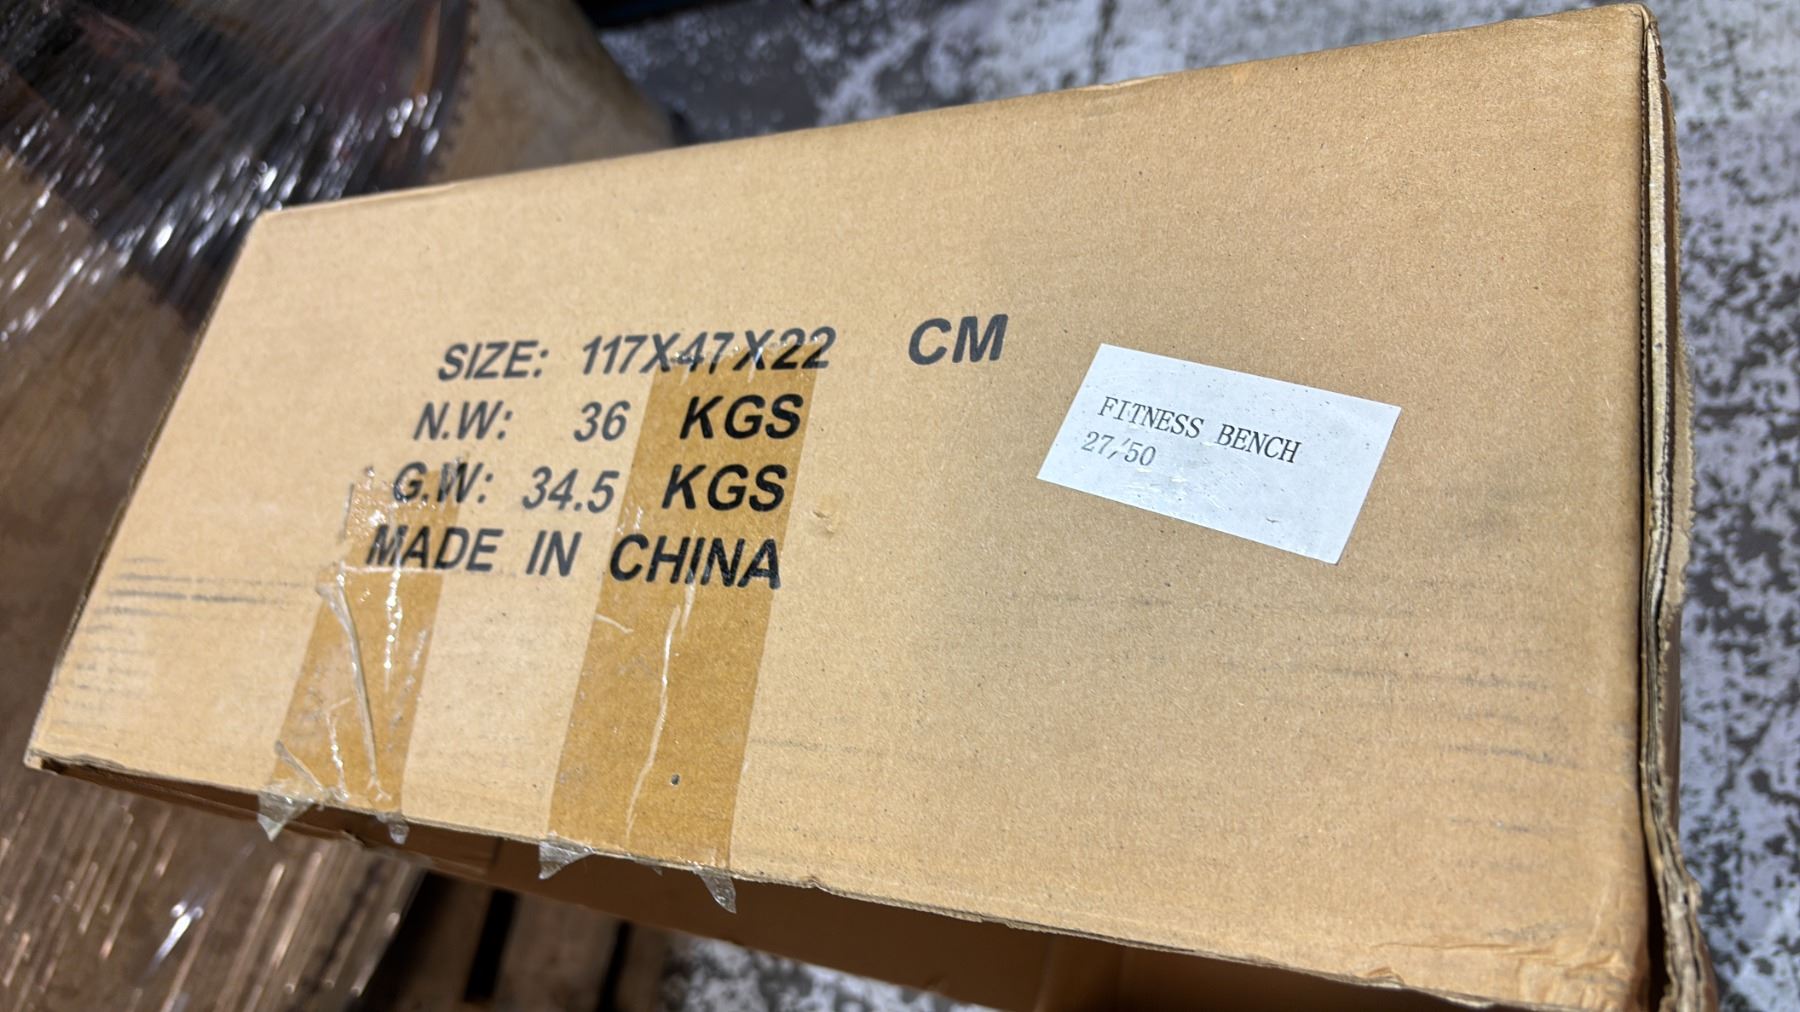 SIZE: 117X47X22 CM
N.W: 36 KGS
G.W: 34.5 KGS
MADE IN CHINA
FITNESS BENCH
27/50